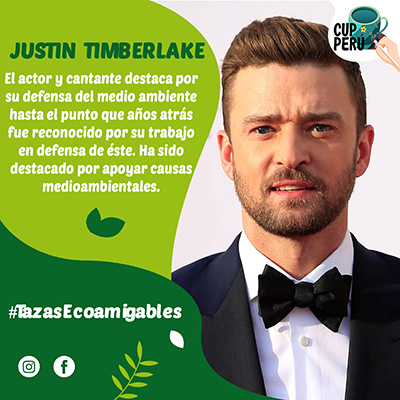 CUP
PERÚ
JUSTIN TIMBERLAKE
El actor y cantante destaca por
su defensa del medio ambiente
hasta el punto que años atrás
fue reconocido por su trabajo
en defensa de éste. Ha sido
destacado por apoyar causas
medioambientales.
#TazasEcoamigables